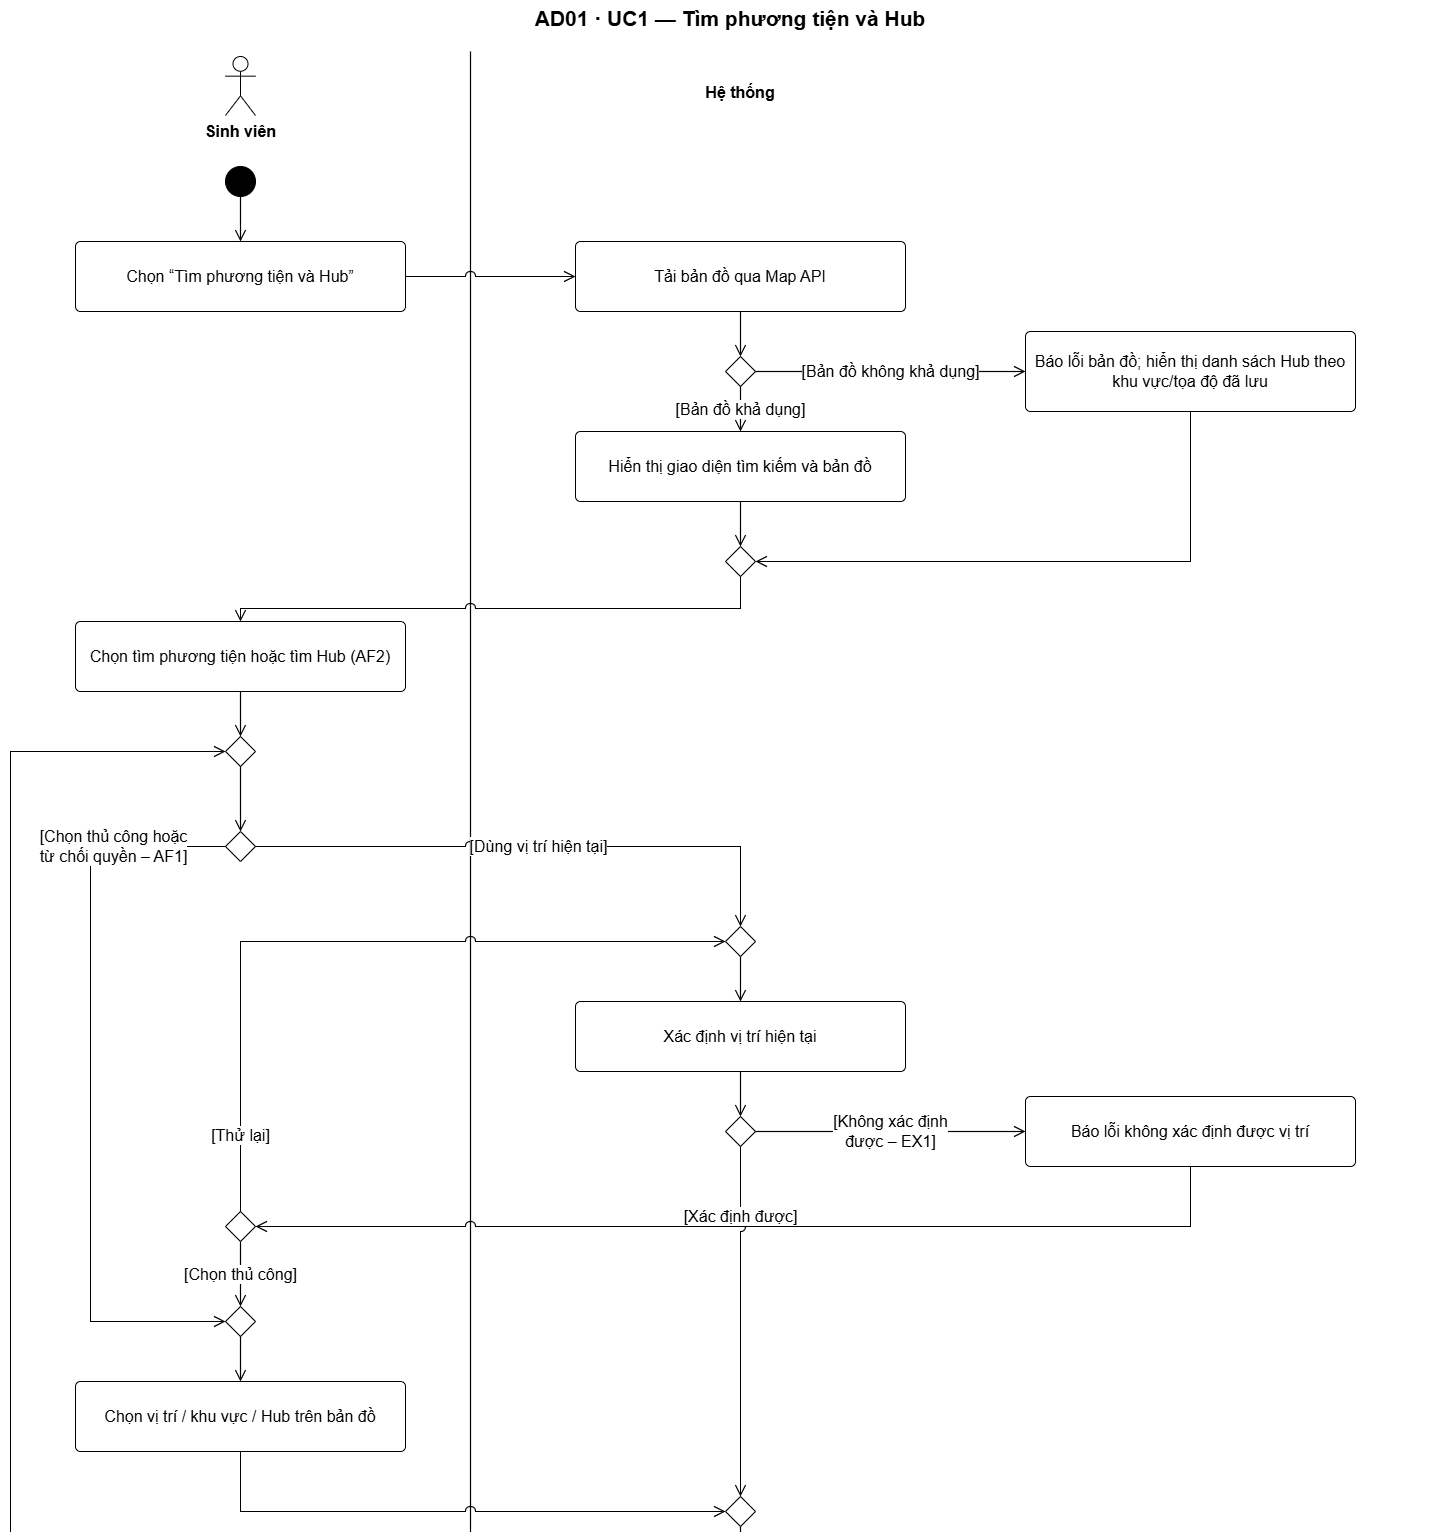 AD01 · UC1 — Tìm phương tiện và Hub
Hệ thống
Sinh viên
Chọn “Tìm phương tiện và Hub”
Tải bản đồ qua Map API
[Bản đồ không khả dụng]
Báo lỗi bản đồ; hiển thị danh sách Hub theo
khu vực/tọa độ đã lưu
[Bản đồ khả dụng]
Hiển thị giao diện tìm kiếm và bản đồ
Chọn tìm phương tiện hoặc tìm Hub (AF2)
[Chọn thủ công hoặc
từ chối quyền – AF1]
[Dùng vị trí hiện tại]
Xác định vị trí hiện tại
[Không xác định
được – EX1]
Báo lỗi không xác định được vị trí
[Thử lại]
[Xác định được]
[Chọn thủ công]
Chọn vị trí / khu vực / Hub trên bản đồ